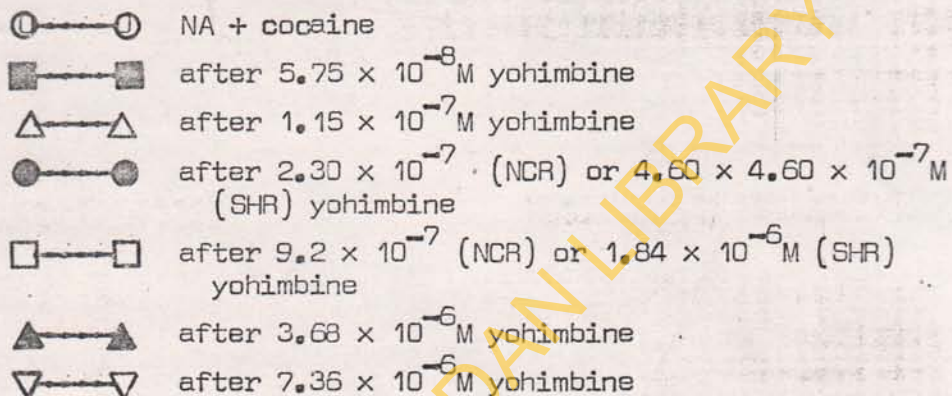 NA + cocaine
after 5.75 × 10⁻⁸M yohimbine
after 1.15 × 10⁻⁷M yohimbine
after 2.30 × 10⁻⁷ (NCR) or 4.60 × 4.60 × 10⁻⁷M
(SHR) yohimbine
after 9.2 × 10⁻⁷ (NCR) or 1.84 × 10⁻⁶M (SHR)
yohimbine
after 3.68 × 10⁻⁶M yohimbine
after 7.36 × 10⁻⁶M yohimbine
DAN LIBRARY